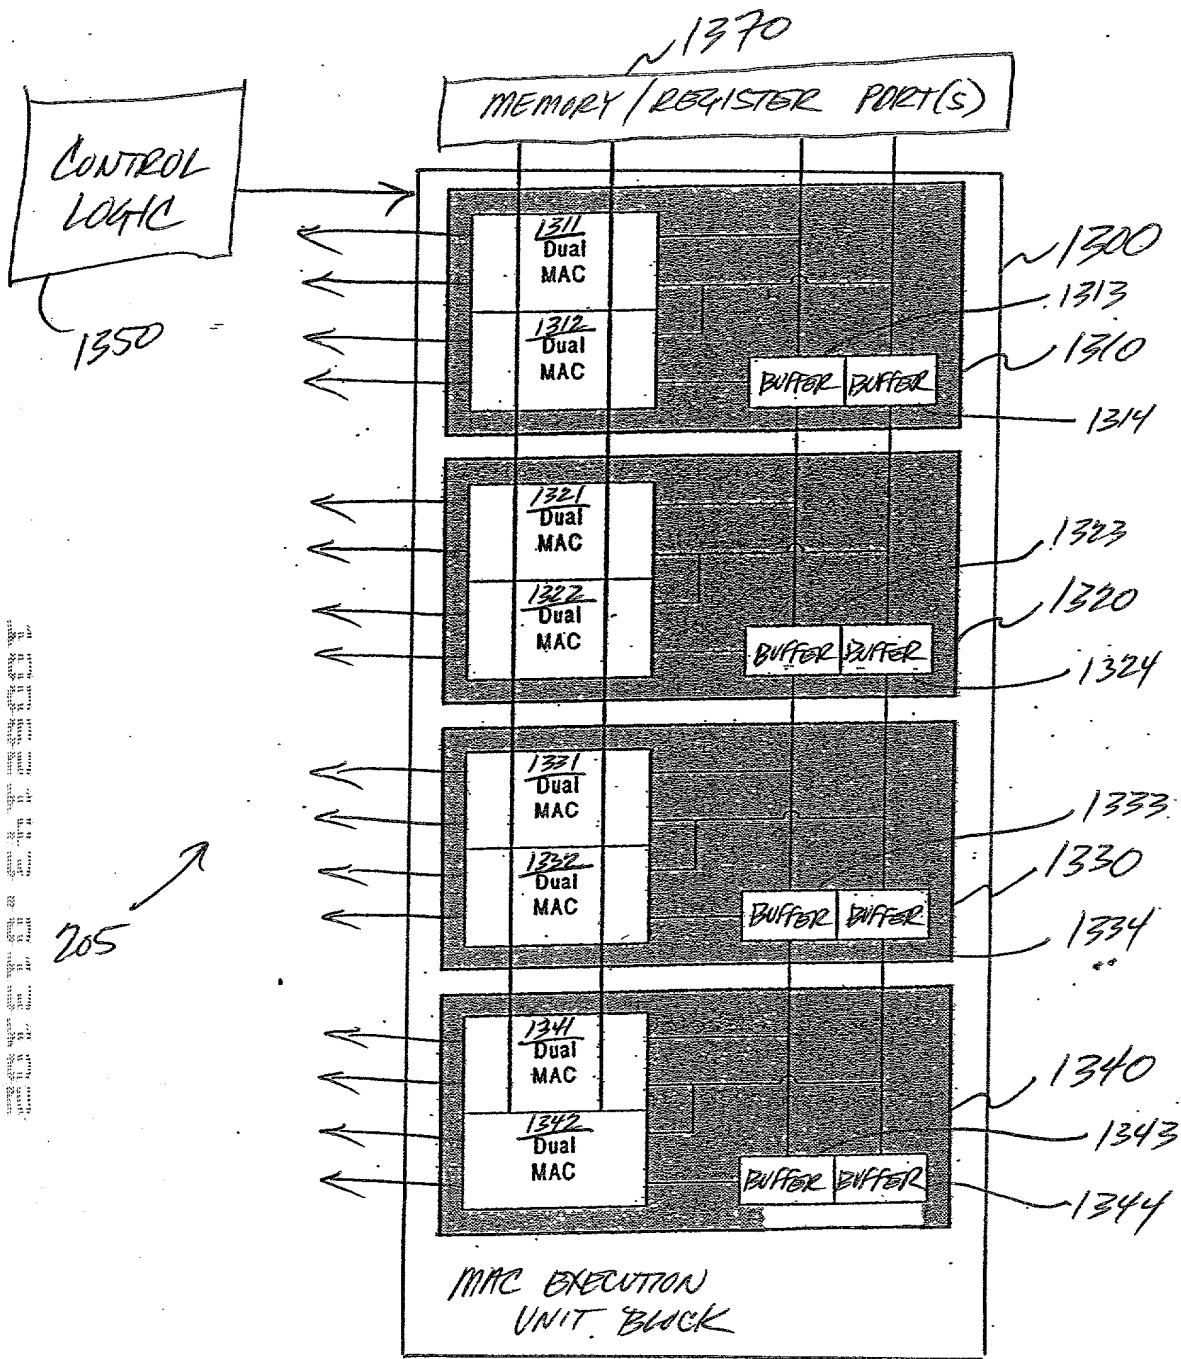 1370
MEMORY/REGISTER PORT(S)
CONTROL
LOGIC
1350
1300
1311
Dual
MAC
1312
Dual
MAC
1313
BUFFER BUFFER
1310
1314
1321
Dual
MAC
1322
Dual
MAC
1323
BUFFER BUFFER
1320
1324
1331
Dual
MAC
1332
Dual
MAC
1333
BUFFER BUFFER
1330
1334
205
1341
Dual
MAC
1342
Dual
MAC
1340
1343
BUFFER BUFFER
1344
MAC EXECUTION
UNIT BLOCK